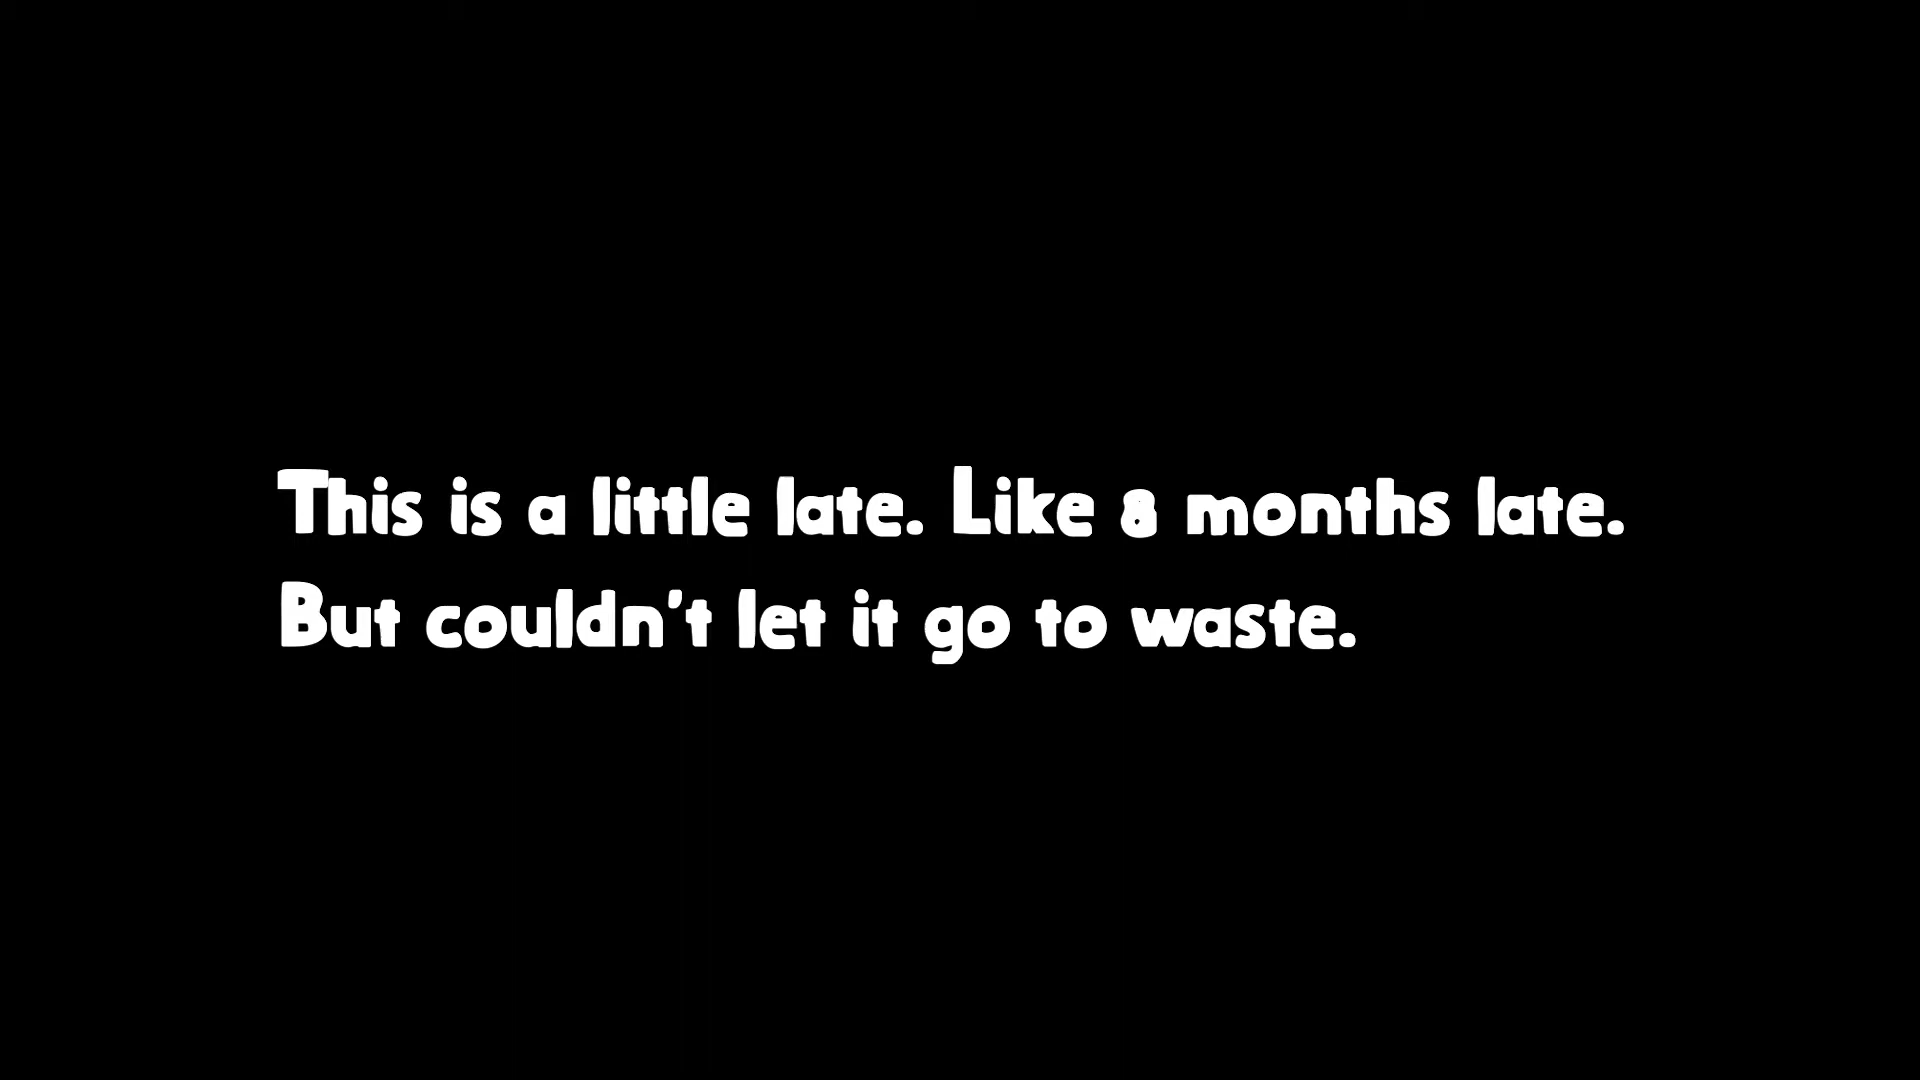 This is a little late. Like 8 months late.
But couldn't let it go to waste.